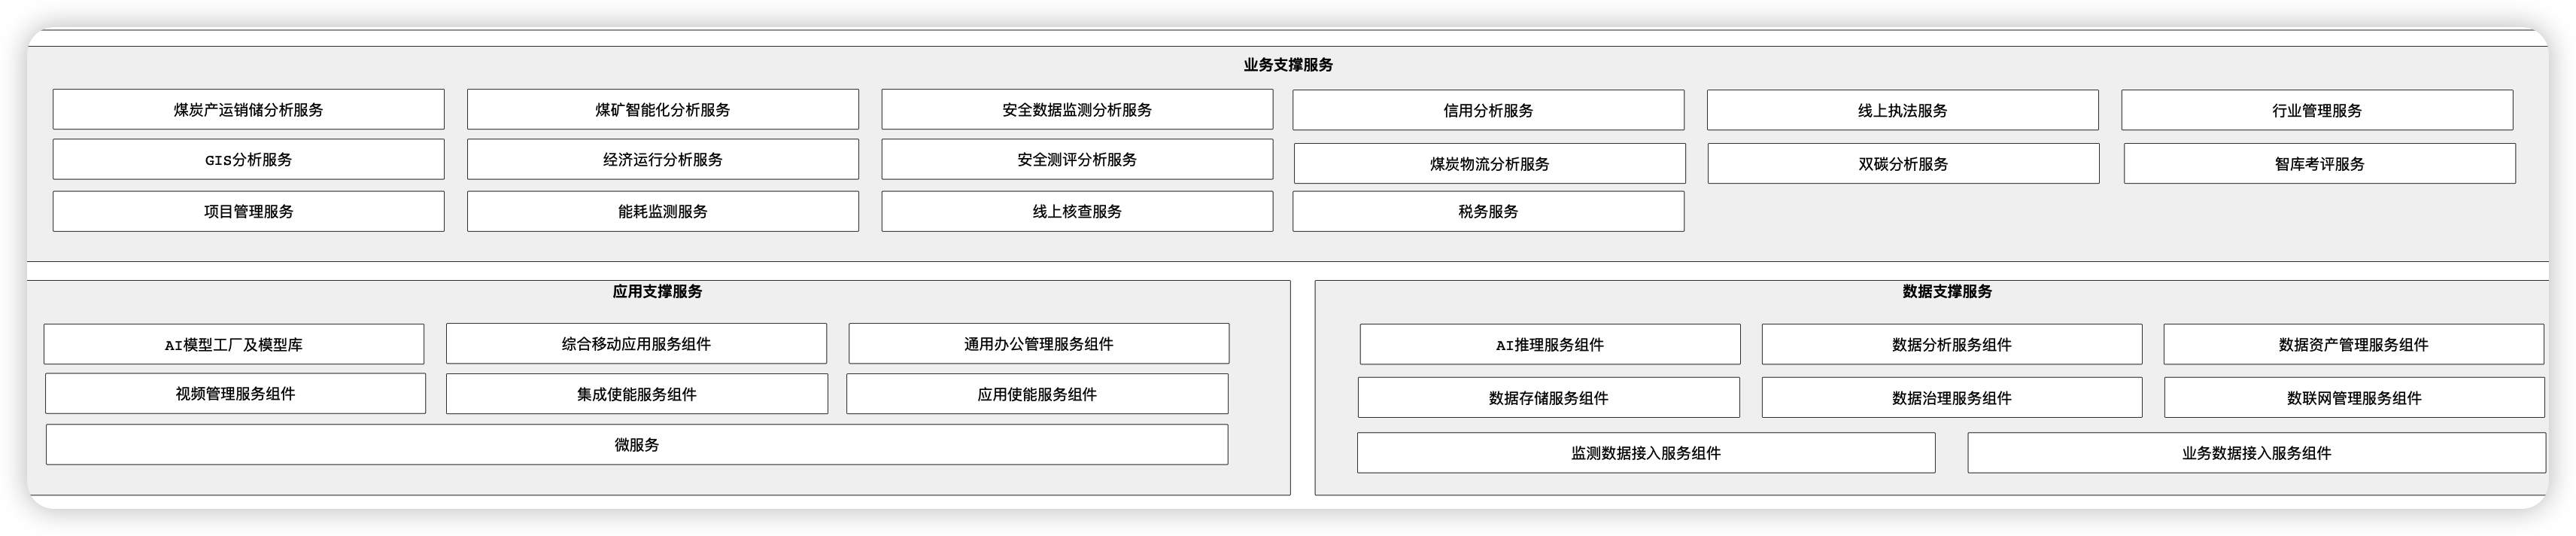 业务支撑服务
煤炭产运销储分析服务 煤矿智能化分析服务 安全数据监测分析服务 信用分析服务 线上执法服务 行业管理服务
GIS分析服务 经济运行分析服务 安全测评分析服务 煤炭物流分析服务 双碳分析服务 智库考评服务
项目管理服务 能耗监测服务 线上核查服务 税务服务
应用支撑服务
AI模型工厂及模型库 综合移动应用服务组件 通用办公管理服务组件
视频管理服务组件 集成使能服务组件 应用使能服务组件
微服务
数据支撑服务
AI推理服务组件 数据分析服务组件 数据资产管理服务组件
数据存储服务组件 数据治理服务组件 数联网管理服务组件
监测数据接入服务组件 业务数据接入服务组件